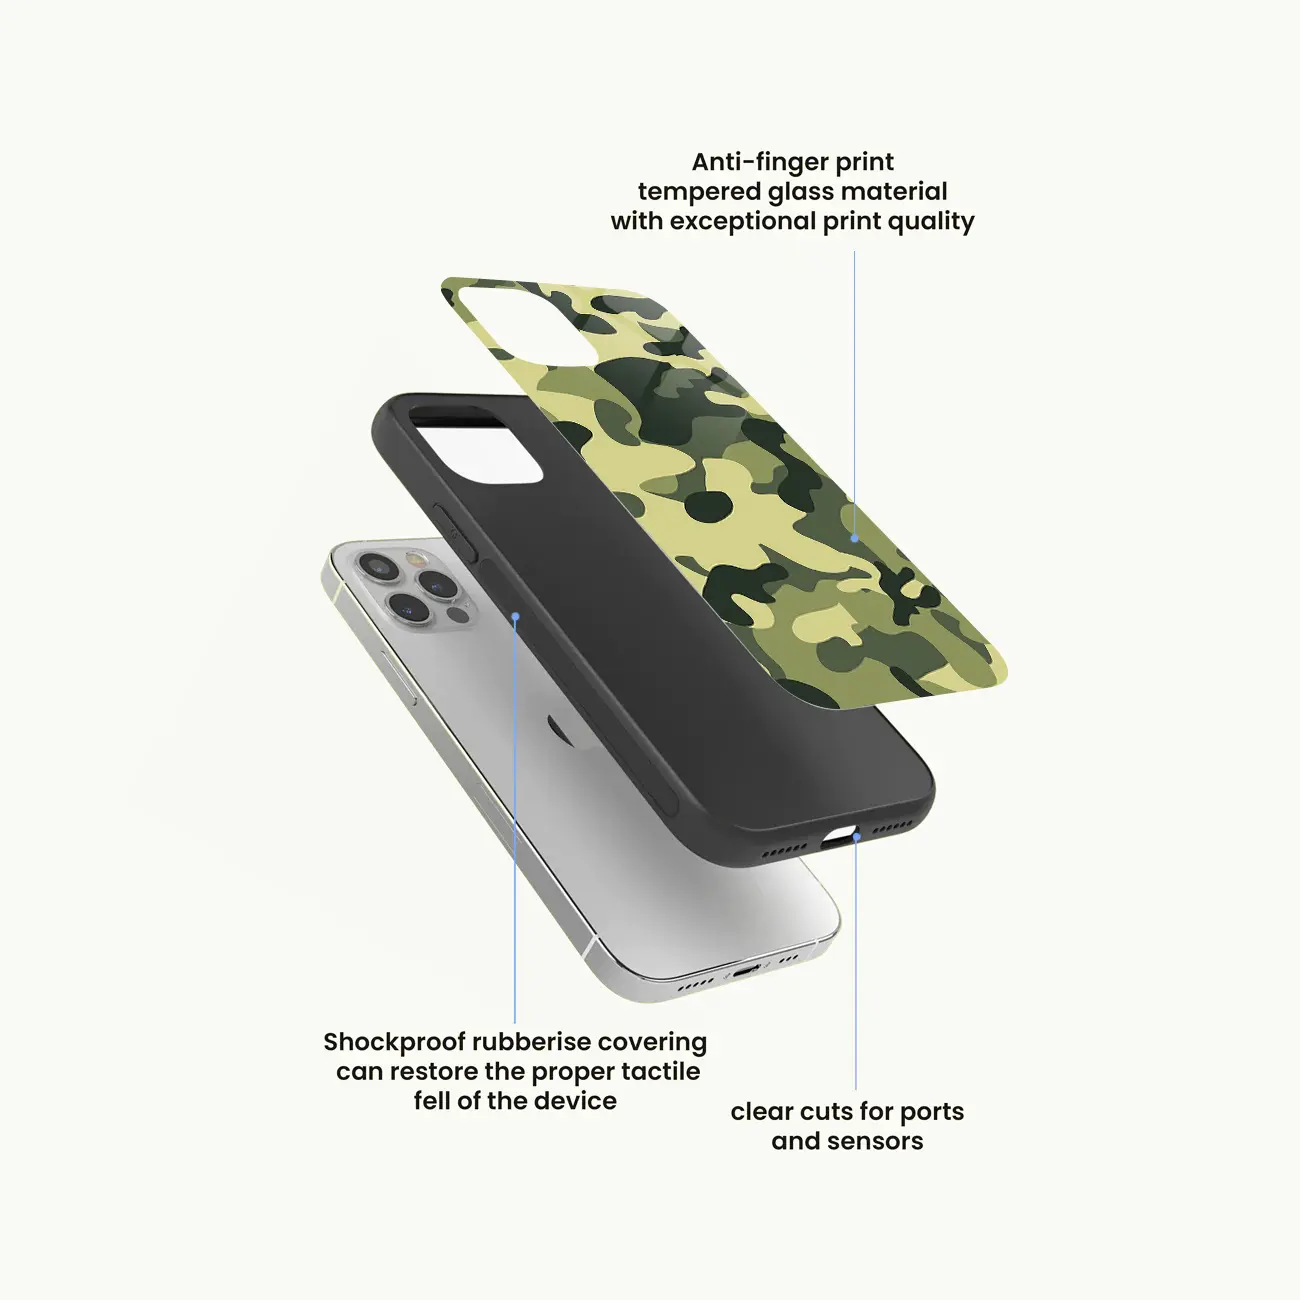 Anti-finger print
tempered glass material
with exceptional print quality
Shockproof rubberise covering
can restore the proper tactile
fell of the device
clear cuts for ports
and sensors